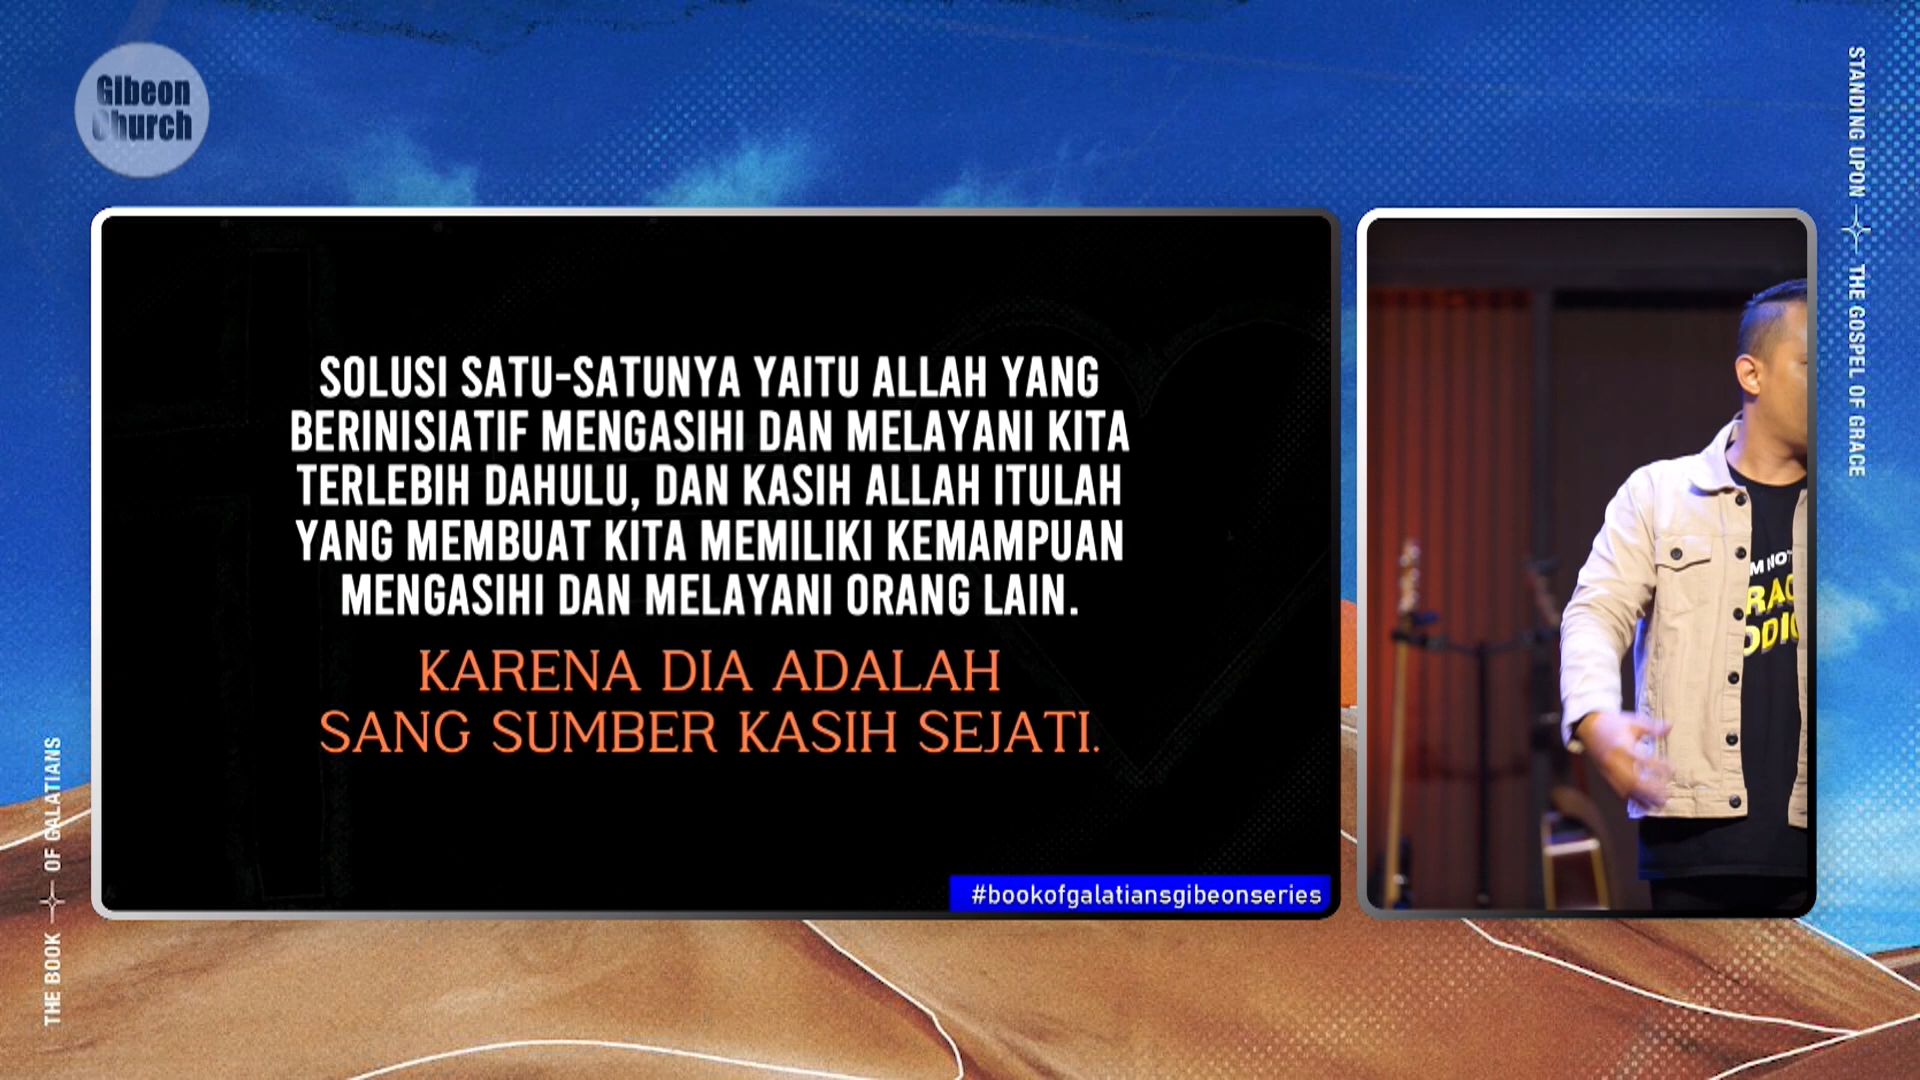 Gibeon
Church
STANDING UPON THE GOSPEL OF GRACE
SOLUSI SATU-SATUNYA YAITU ALLAH YANG
BERINISIATIF MENGASIHI DAN MELAYANI KITA
TERLEBIH DAHULU, DAN KASIH ALLAH ITULAH
YANG MEMBUAT KITA MEMILIKI KEMAMPUAN
MENGASIHI DAN MELAYANI ORANG LAIN.
KARENA DIA ADALAH
SANG SUMBER KASIH SEJATI.
#bookofgalatiansgibeonseries
THE BOOK OF GALATIANS